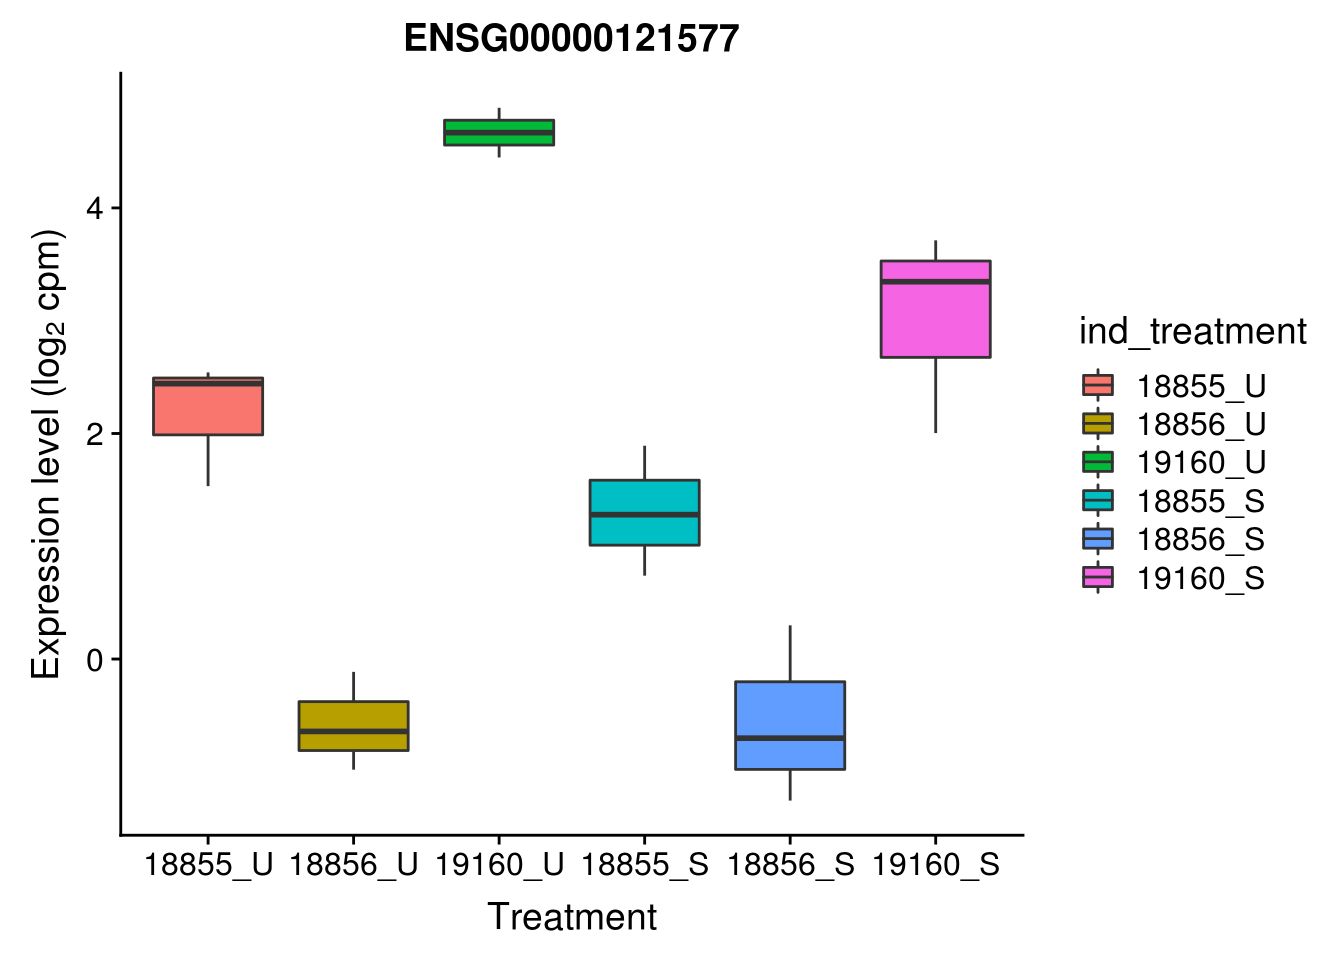 ENSG00000121577
Expression level (log₂ cpm)
4
2
0
18855_U 18856_U 19160_U 18855_S 18856_S 19160_S
Treatment
ind_treatment
18855_U
18856_U
19160_U
18855_S
18856_S
19160_S